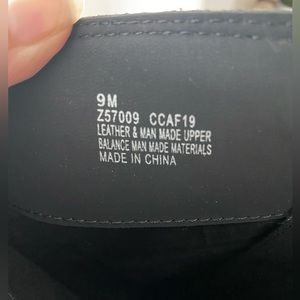 9M
Z57009 CCAF19
LEATHER & MAN MADE UPPER
BALANCE MAN MADE MATERIALS
MADE IN CHINA